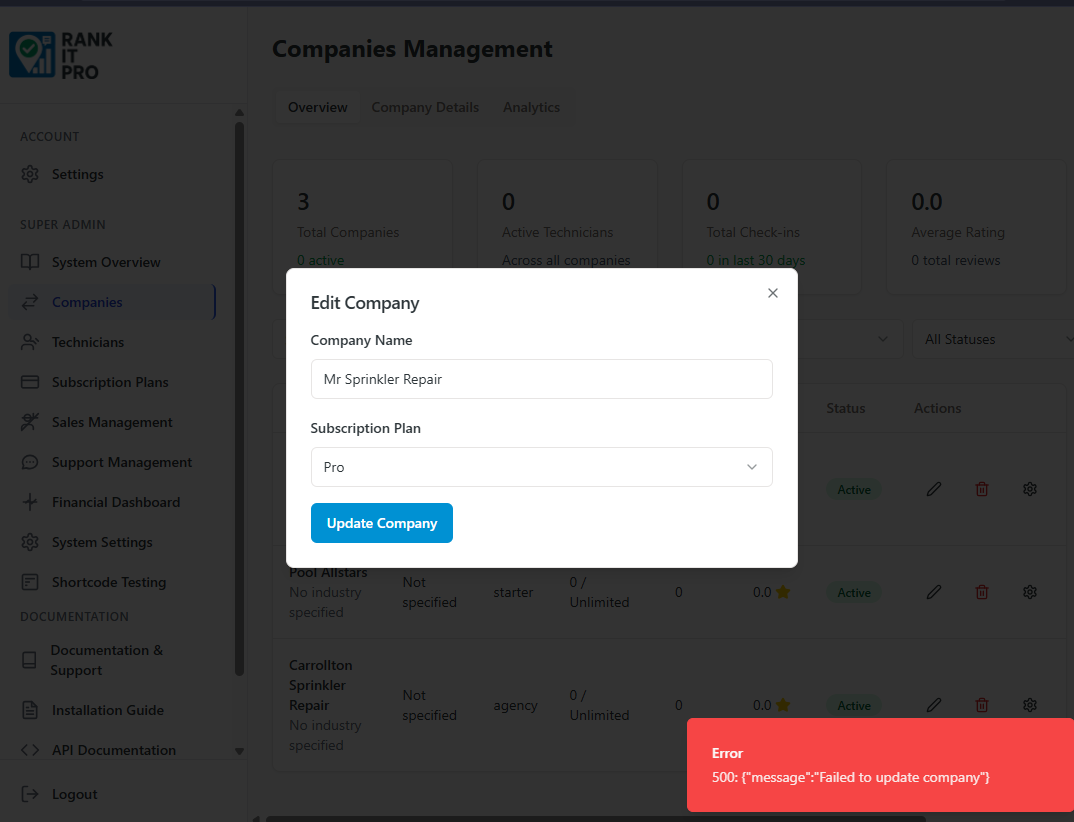 RANK
IT
PRO
ACCOUNT
Settings
SUPER ADMIN
System Overview
Companies
Technicians
Subscription Plans
Sales Management
Support Management
Financial Dashboard
System Settings
Shortcode Testing
DOCUMENTATION
Documentation &
Support
Installation Guide
API Documentation
Logout
Companies Management
Overview Company Details Analytics
3 0 0 0.0
Total Companies Active Technicians Total Check-ins Average Rating
0 active Across all companies 0 in last 30 days 0 total reviews
All Statuses
Status Actions
Active
Edit Company
Company Name
Mr Sprinkler Repair
Subscription Plan
Pro
Update Company
Pool Allstars
No industry
specified
Not
specified
starter
0 /
Unlimited
0
0.0
Active
Carrollton
Sprinkler
Repair
No industry
specified
Not
specified
agency
0 /
Unlimited
0
0.0
Active
Error
500: {"message":"Failed to update company"}